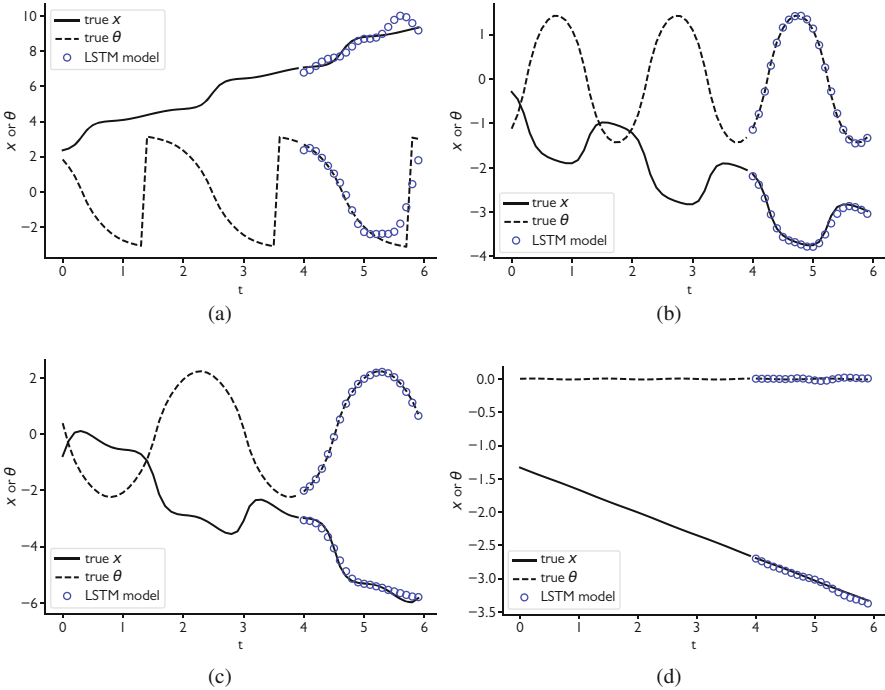 true x
true θ
LSTM model
x or θ
10
8
6
4
2
0
−2
0
1
2
3
4
5
6
t
(a)
x or θ
1
0
−1
−2
−3
−4
true x
true θ
LSTM model
0
1
2
3
4
5
6
t
(b)
x or θ
2
0
−2
−4
−6
true x
true θ
LSTM model
0
1
2
3
4
5
6
t
(c)
x or θ
0.0
−0.5
−1.0
−1.5
−2.0
−2.5
−3.0
−3.5
true x
true θ
LSTM model
0
1
2
3
4
5
6
t
(d)